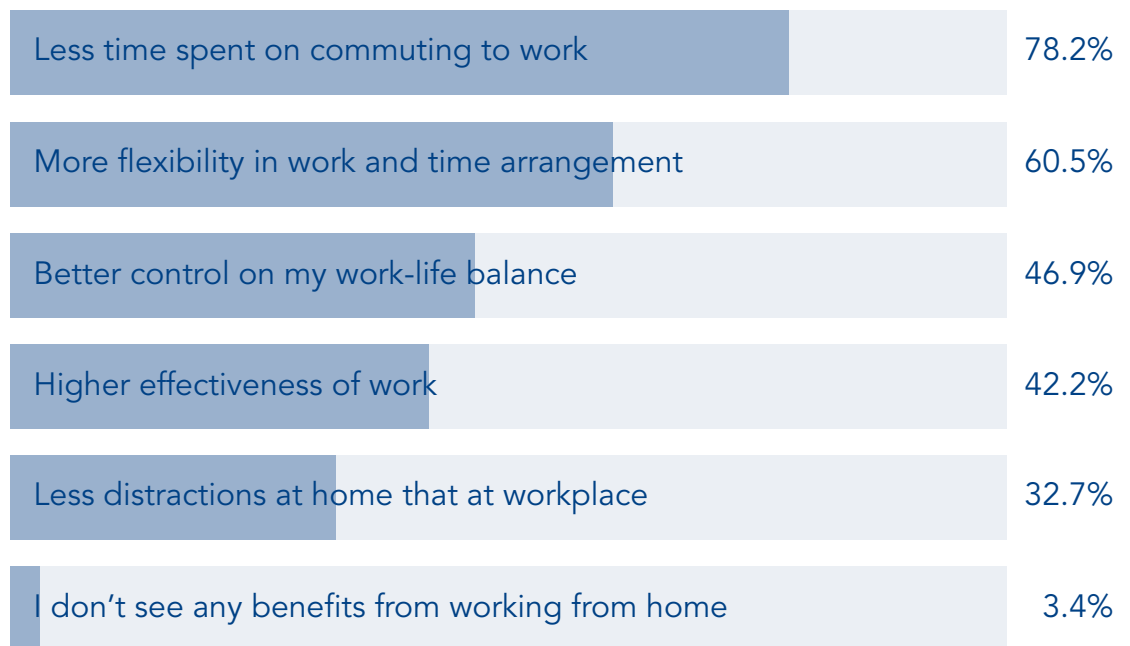 Less time spent on commuting to work 78.2%
More flexibility in work and time arrangement 60.5%
Better control on my work-life balance 46.9%
Higher effectiveness of work 42.2%
Less distractions at home that at workplace 32.7%
I don’t see any benefits from working from home 3.4%